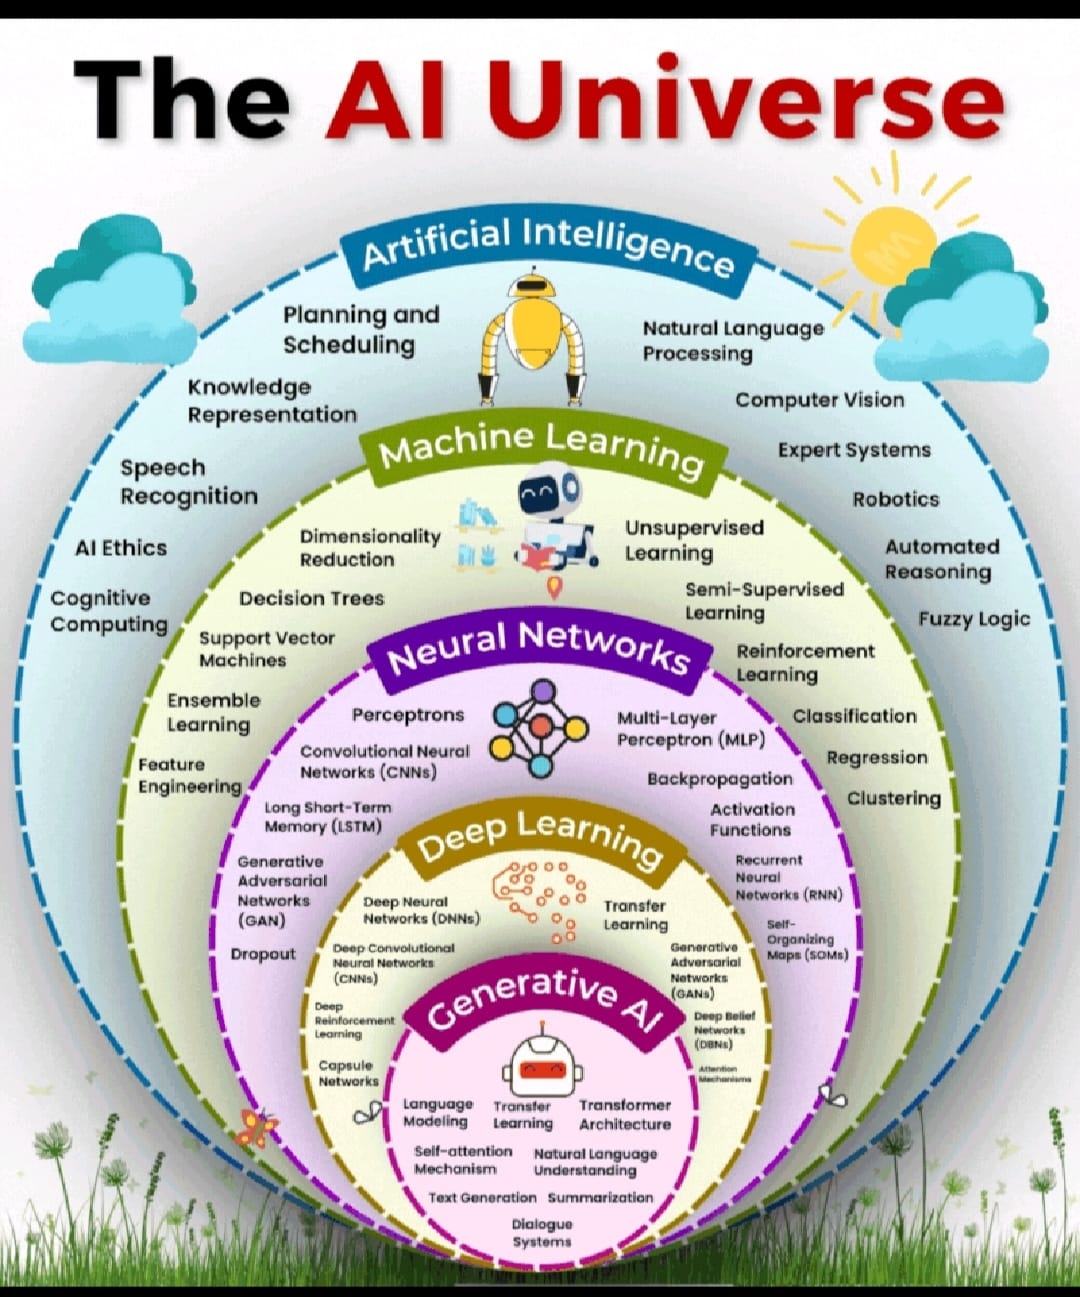 The AI Universe
Artificial Intelligence
Planning and
Scheduling
Natural Language
Processing
Knowledge
Representation
Computer Vision
Speech
Recognition
Expert Systems
Robotics
AI Ethics
Automated
Reasoning
Cognitive
Computing
Fuzzy Logic
Machine Learning
Dimensionality
Reduction
Unsupervised
Learning
Decision Trees
Semi-Supervised
Learning
Support Vector
Machines
Reinforcement
Learning
Ensemble
Learning
Classification
Feature
Engineering
Regression
Clustering
Neural Networks
Perceptrons
Multi-Layer
Perceptron (MLP)
Convolutional Neural
Networks (CNNs)
Backpropagation
Long Short-Term
Memory (LSTM)
Activation
Functions
Generative
Adversarial
Networks
(GAN)
Recurrent
Neural
Networks (RNN)
Dropout
Self-
Organizing
Maps (SOMs)
Deep Learning
Deep Neural
Networks (DNNs)
Transfer
Learning
Deep Convolutional
Neural Networks
(CNNs)
Generative
Adversarial
Networks
(GANs)
Deep
Reinforcement
Learning
Deep Belief
Networks
(DBNs)
Capsule
Networks
Attention
Mechanisms
Generative AI
Language
Modeling
Transfer
Learning
Transformer
Architecture
Self-attention
Mechanism
Natural Language
Understanding
Text Generation
Summarization
Dialogue
Systems